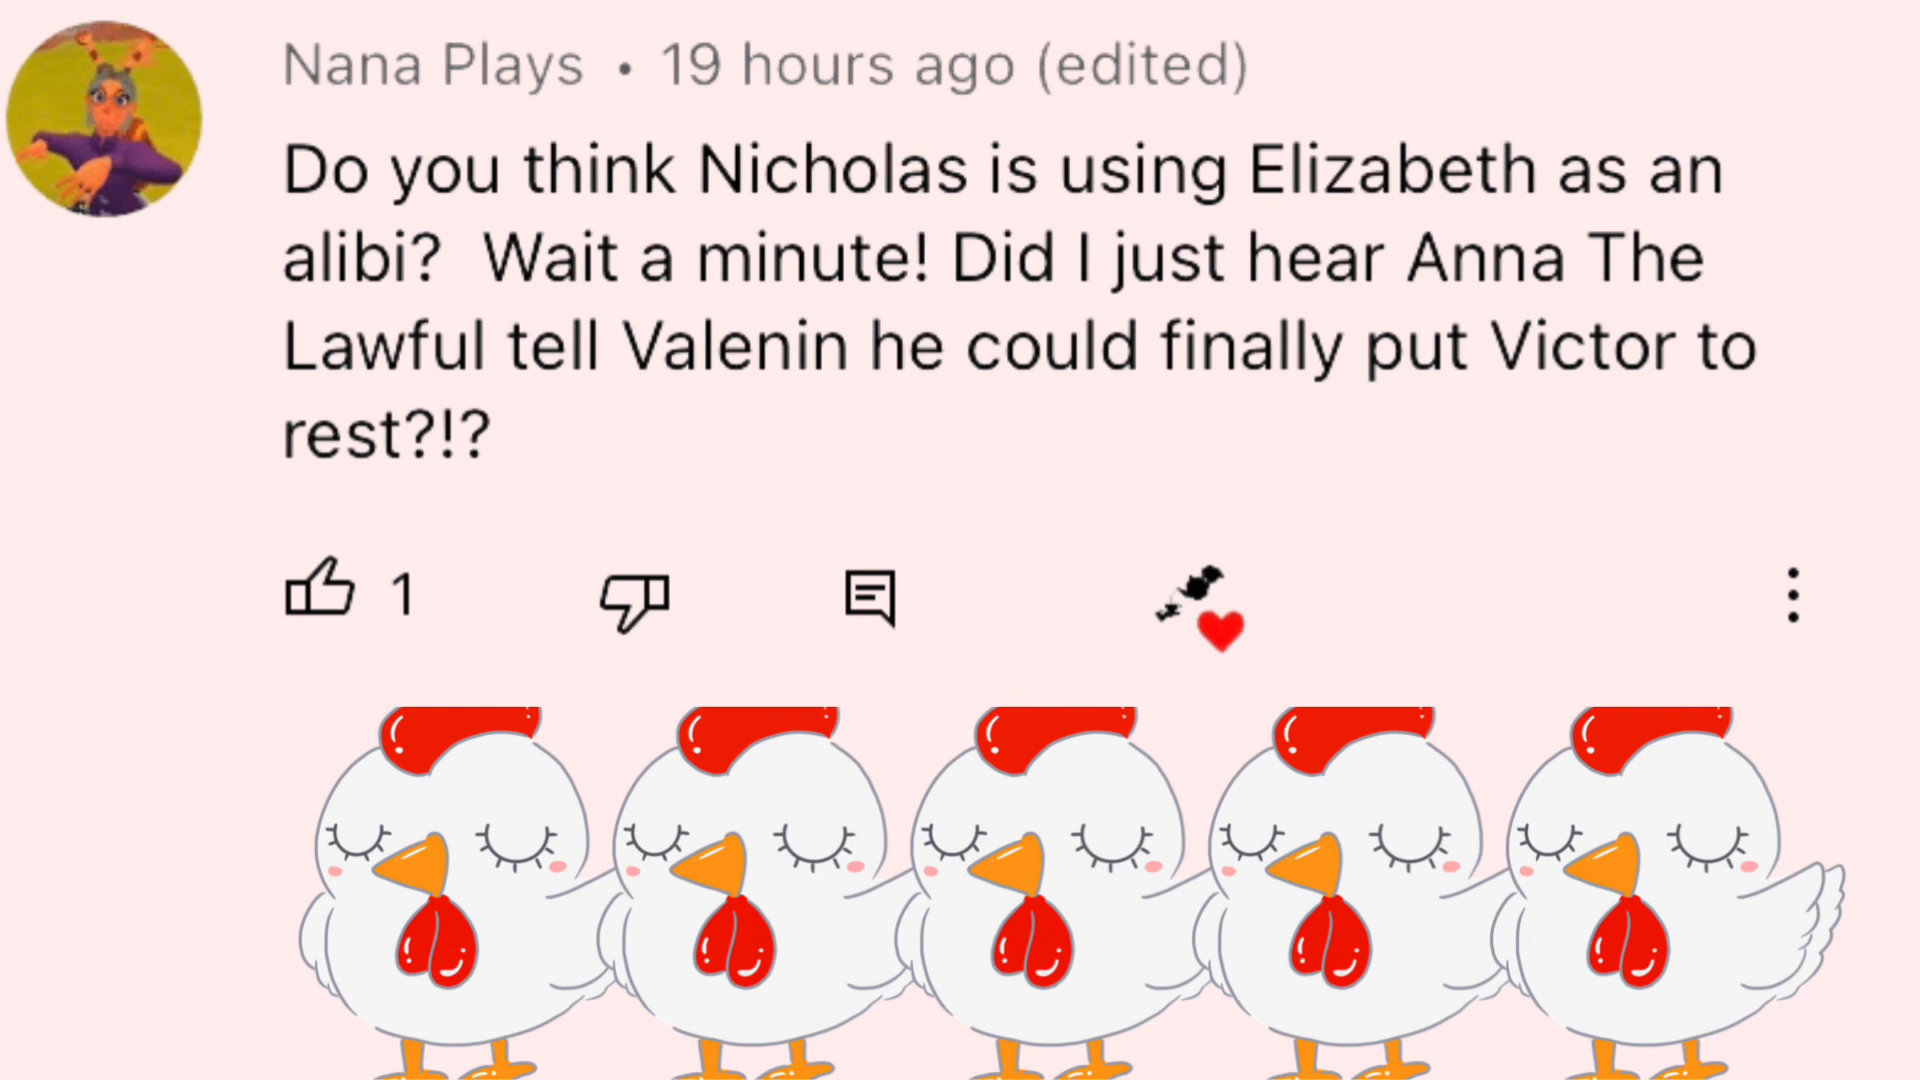 Nana Plays • 19 hours ago (edited)
Do you think Nicholas is using Elizabeth as an
alibi?  Wait a minute! Did I just hear Anna The
Lawful tell Valenin he could finally put Victor to
rest?!?
1